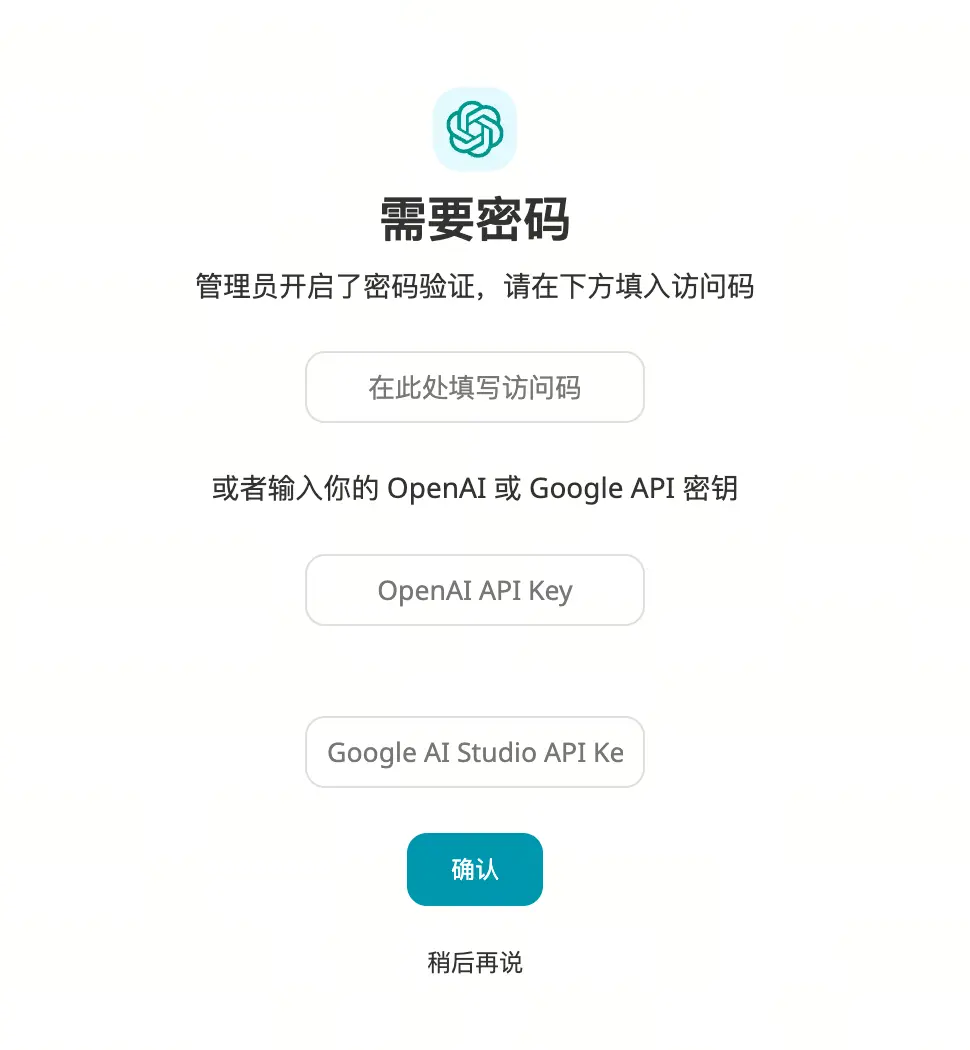 需要密码
管理员开启了密码验证，请在下方填入访问码
在此处填写访问码
或者输入你的 OpenAI 或 Google API 密钥
OpenAI API Key
Google AI Studio API Ke
确认
稍后再说